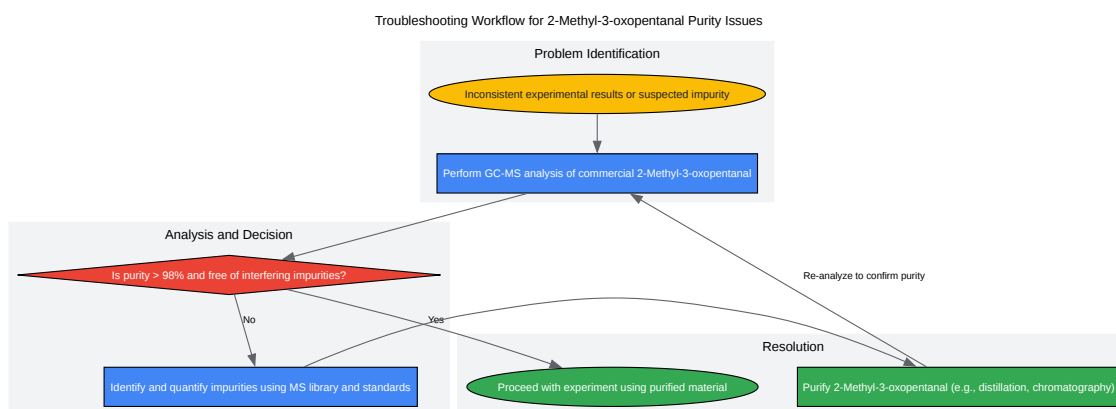 Troubleshooting Workflow for 2-Methyl-3-oxopentanal Purity Issues
Problem Identification
Inconsistent experimental results or suspected impurity
Perform GC-MS analysis of commercial 2-Methyl-3-oxopentanal
Analysis and Decision
Is purity > 98% and free of interfering impurities?
Re-analyze to confirm purity
No
Yes
Resolution
Identify and quantify impurities using MS library and standards
Proceed with experiment using purified material
Purify 2-Methyl-3-oxopentanal (e.g., distillation, chromatography)